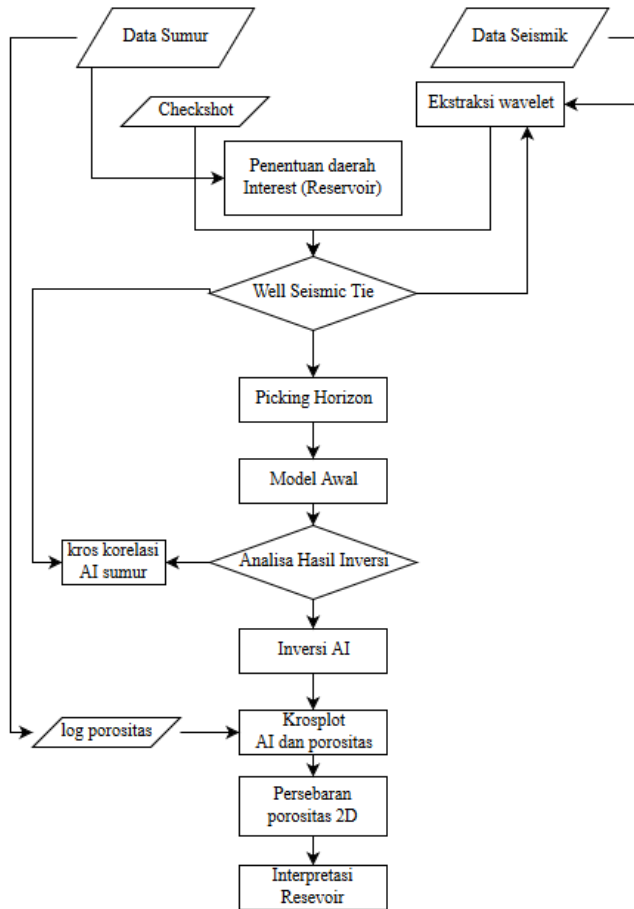 Data Sumur
Data Seismik
Checkshot
Ekstraksi wavelet
Penentuan daerah
Interest (Reservoir)
Well Seismic Tie
Picking Horizon
Model Awal
kros korelasi
AI sumur
Analisa Hasil Inversi
Inversi AI
log porositas
Krosplot
AI dan porositas
Persebaran
porositas 2D
Interpretasi
Resevoir